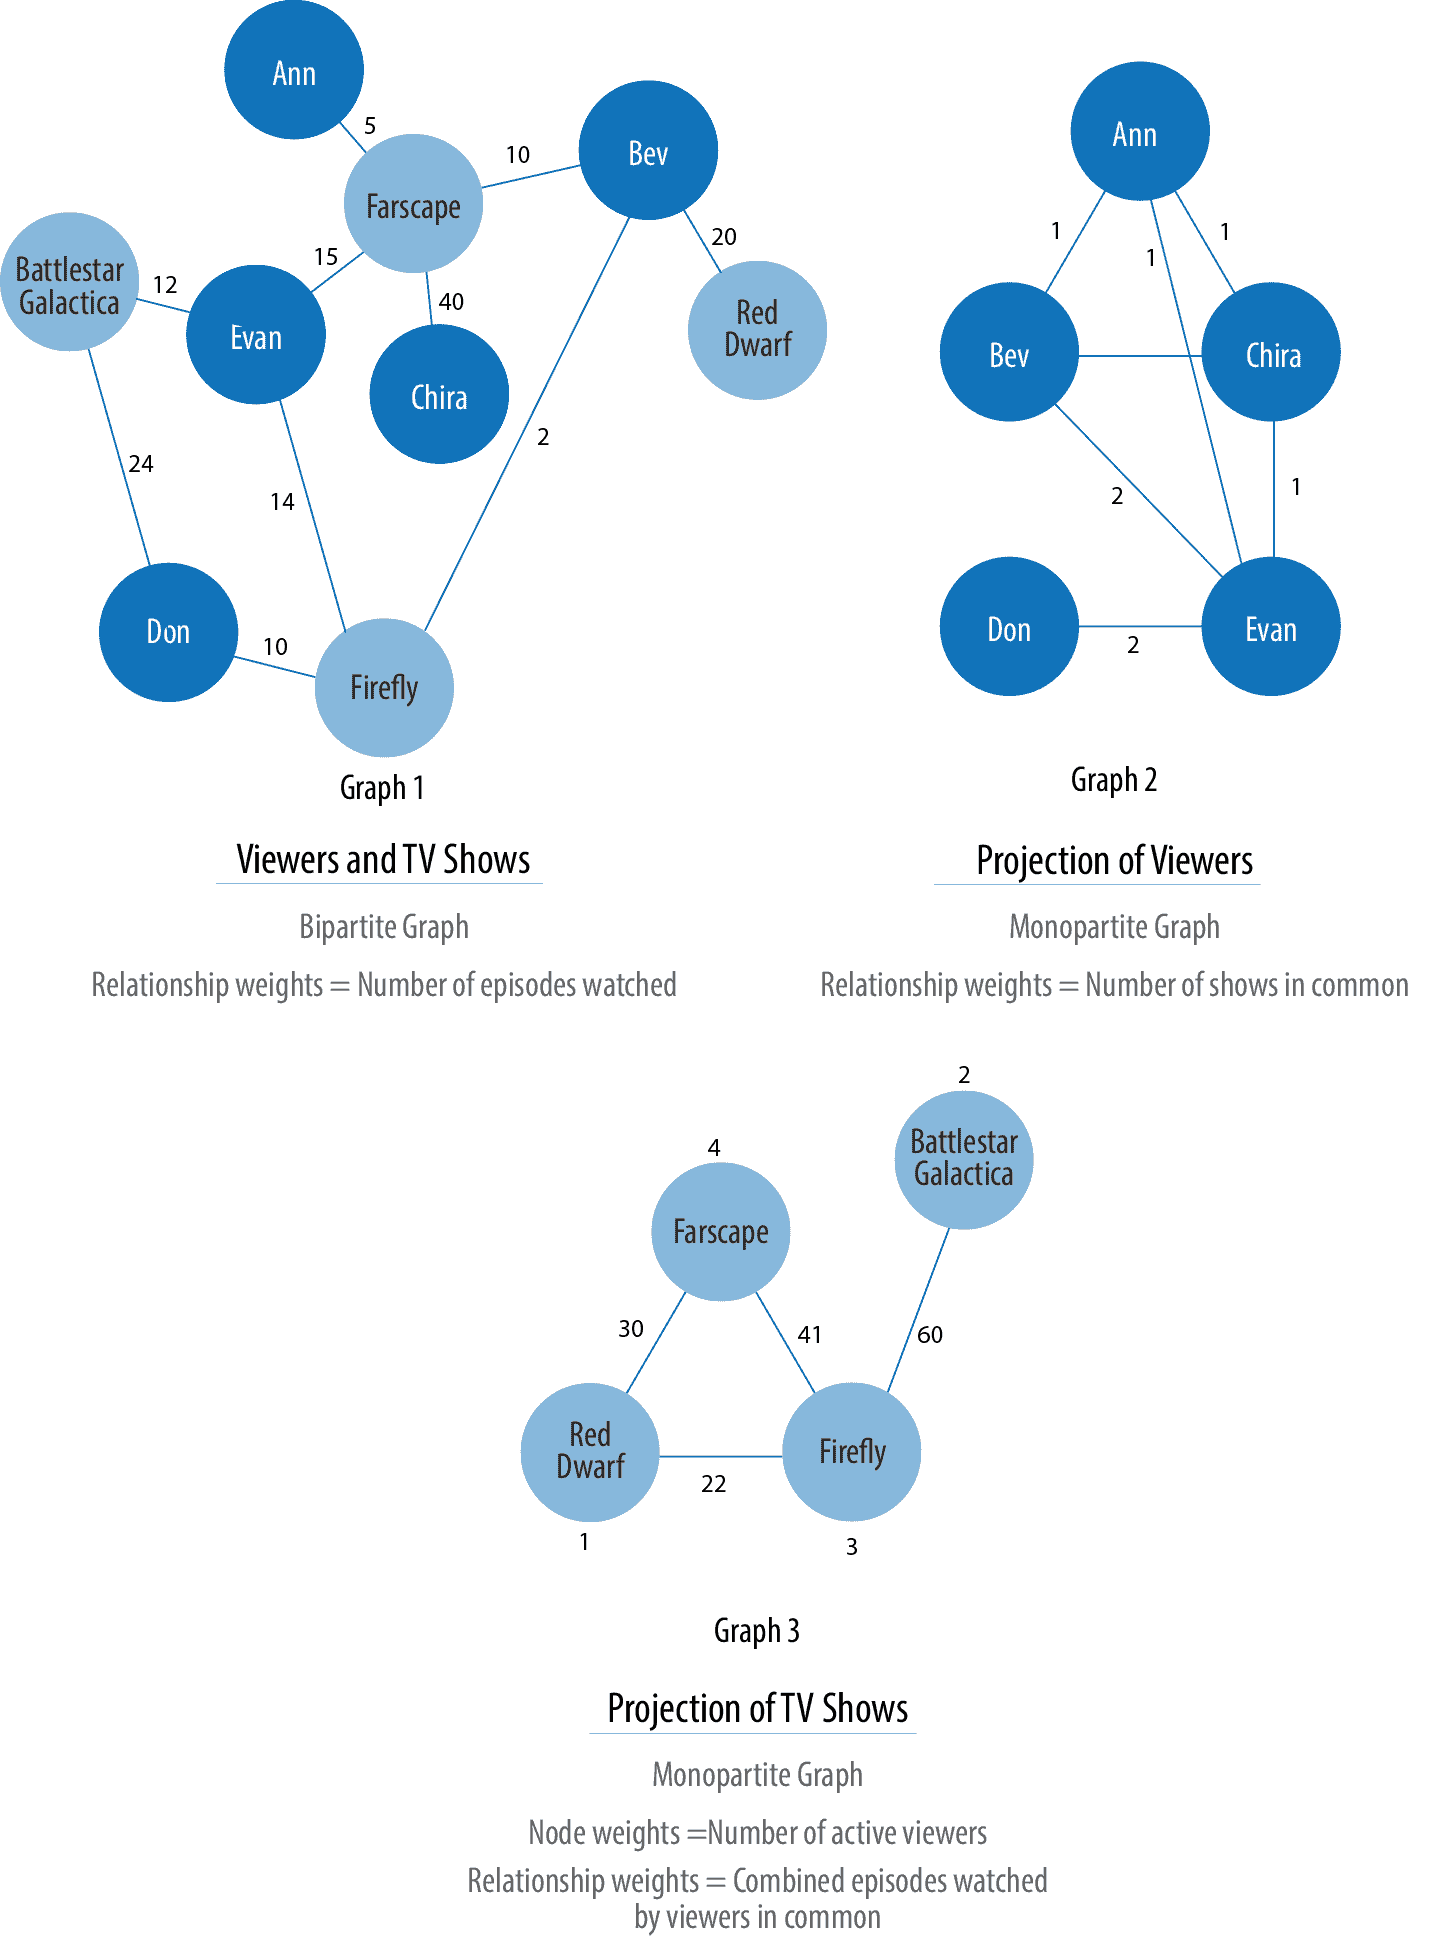 Ann
5
Farscape
10
Bev
20
Red
Dwarf
Battlestar
Galactica
12
Evan
15
40
Chira
24
14
2
Don
10
Firefly
Graph 1
Viewers and TV Shows
Bipartite Graph
Relationship weights = Number of episodes watched
Ann
1
1
1
Bev
Chira
2
1
Don
2
Evan
Graph 2
Projection of Viewers
Monopartite Graph
Relationship weights = Number of shows in common
2
Battlestar
Galactica
4
Farscape
30
41
60
Red
Dwarf
22
Firefly
1
3
Graph 3
Projection of TV Shows
Monopartite Graph
Node weights =Number of active viewers
Relationship weights = Combined episodes watched
by viewers in common